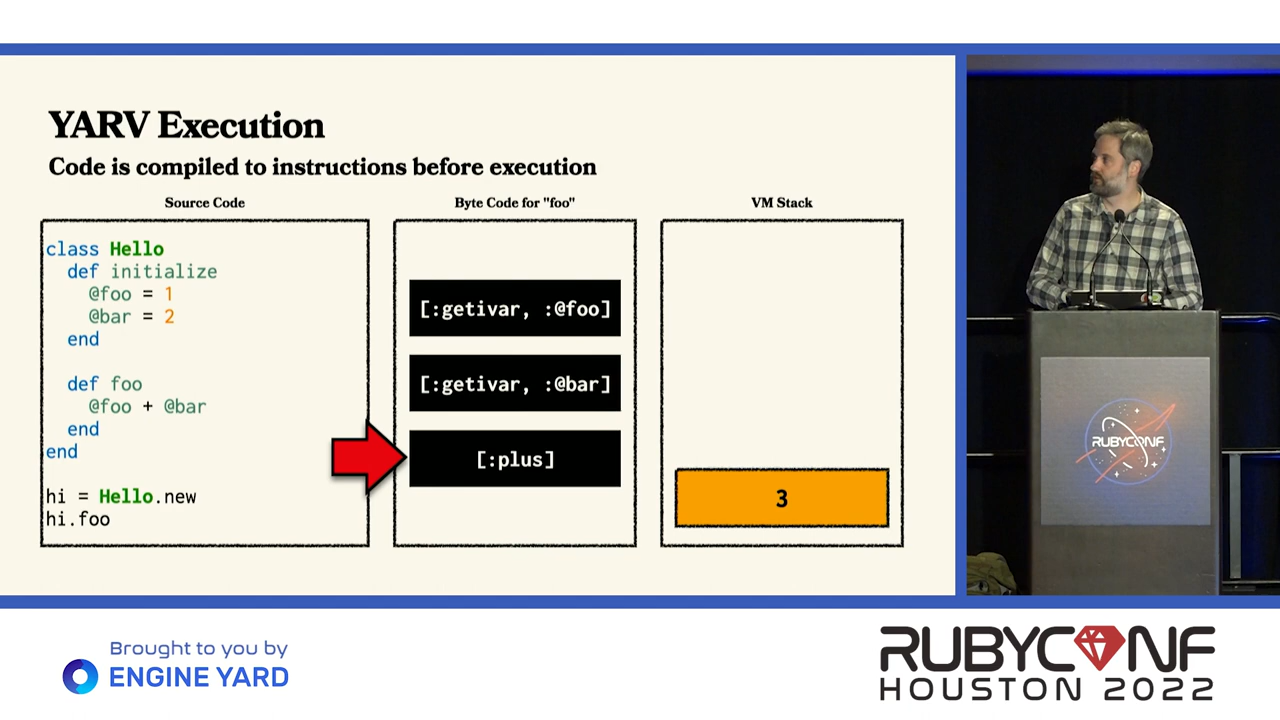 YARV Execution
Code is compiled to instructions before execution
Source Code
class Hello
  def initialize
    @foo = 1
    @bar = 2
  end

  def foo
    @foo + @bar
  end
end

hi = Hello.new
hi.foo
Byte Code for "foo"
[:getivar, :@foo]
[:getivar, :@bar]
[:plus]
VM Stack
3
RUBYCONF
Brought to you by
ENGINE YARD
RUBYCONF
HOUSTON 2022